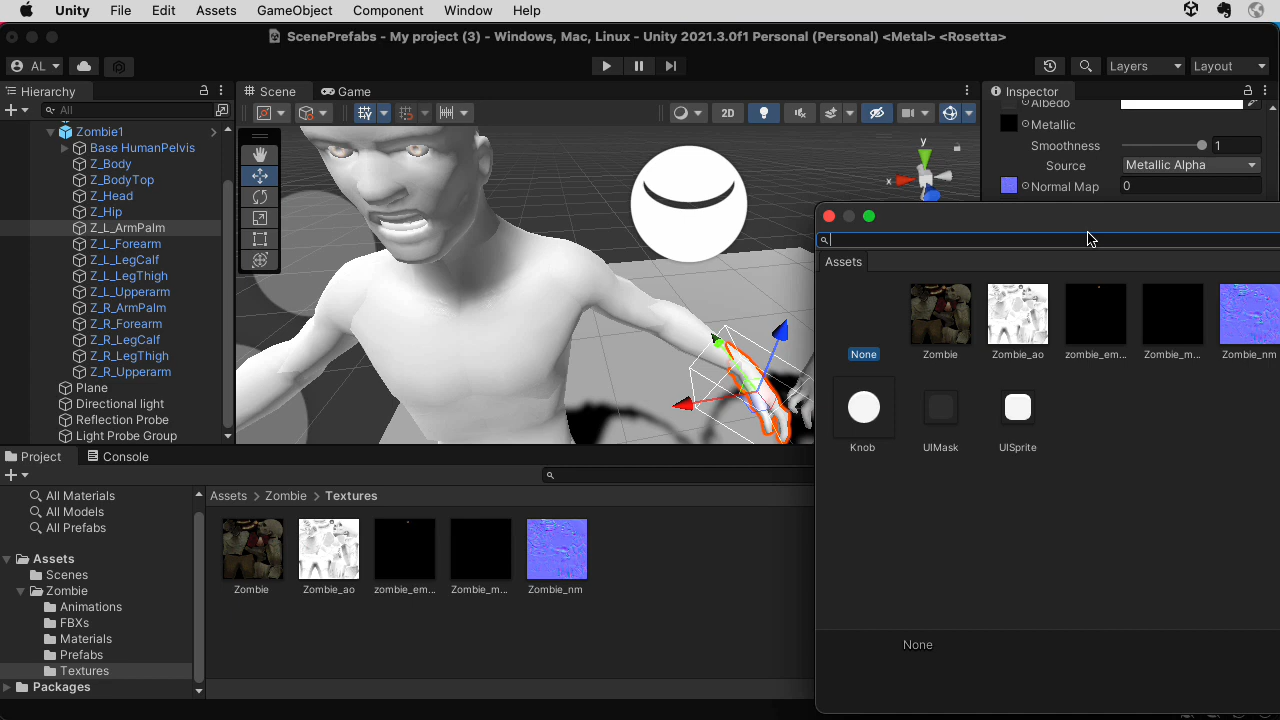 Unity File Edit Assets GameObject Component Window Help
ScenePrefabs - My project (3) - Windows, Mac, Linux - Unity 2021.3.0f1 Personal (Personal) <Metal> <Rosetta>
AL Layers Layout
Hierarchy
All
Zombie1
Base HumanPelvis
Z_Body
Z_BodyTop
Z_Head
Z_Hip
Z_L_ArmPalm
Z_L_Forearm
Z_L_LegCalf
Z_L_LegThigh
Z_L_Upperarm
Z_R_ArmPalm
Z_R_Forearm
Z_R_LegCalf
Z_R_LegThigh
Z_R_Upperarm
Plane
Directional light
Reflection Probe
Light Probe Group
Scene Game
2D
y
x
Inspector
Albedo
Metallic
Smoothness 1
Source Metallic Alpha
Normal Map 0
Assets
None Zombie Zombie_ao zombie_em... Zombie_m... Zombie_nm
Knob UIMask UISprite
None
Project Console
All Materials
All Models
All Prefabs
Assets
Scenes
Zombie
Animations
FBXs
Materials
Prefabs
Textures
Packages
Assets > Zombie > Textures
Zombie Zombie_ao zombie_em... Zombie_m... Zombie_nm